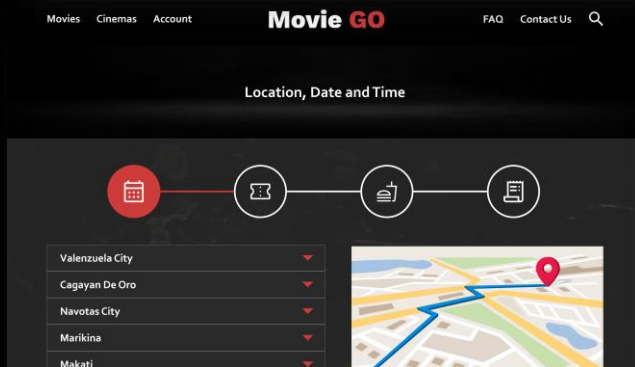 Movies Cinemas Account Movie GO FAQ Contact Us
Location, Date and Time
Valenzuela City
Cagayan De Oro
Navotas City
Marikina
Makati